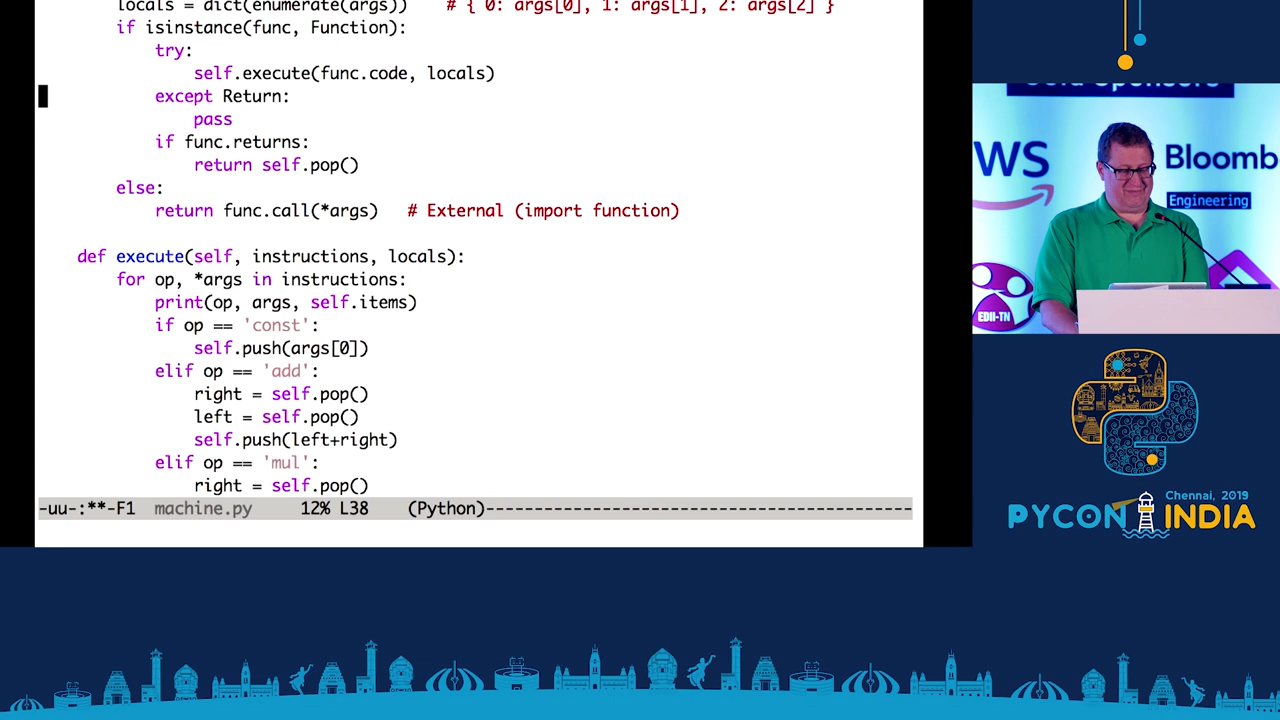 locals = dict(enumerate(args))    # { 0: args[0], 1: args[1], 2: args[2] }
if isinstance(func, Function):
try:
self.execute(func.code, locals)
except Return:
pass
if func.returns:
return self.pop()
else:
return func.call(*args)   # External (import function)
def execute(self, instructions, locals):
for op, *args in instructions:
print(op, args, self.items)
if op == 'const':
self.push(args[0])
elif op == 'add':
right = self.pop()
left = self.pop()
self.push(left+right)
elif op == 'mul':
right = self.pop()
-uu-:**-F1  machine.py     12% L38    (Python)--------------------------------------------
Sponsors
WS
Bloomb
Engineering
EDII-TN
Chennai, 2019
PYCON INDIA